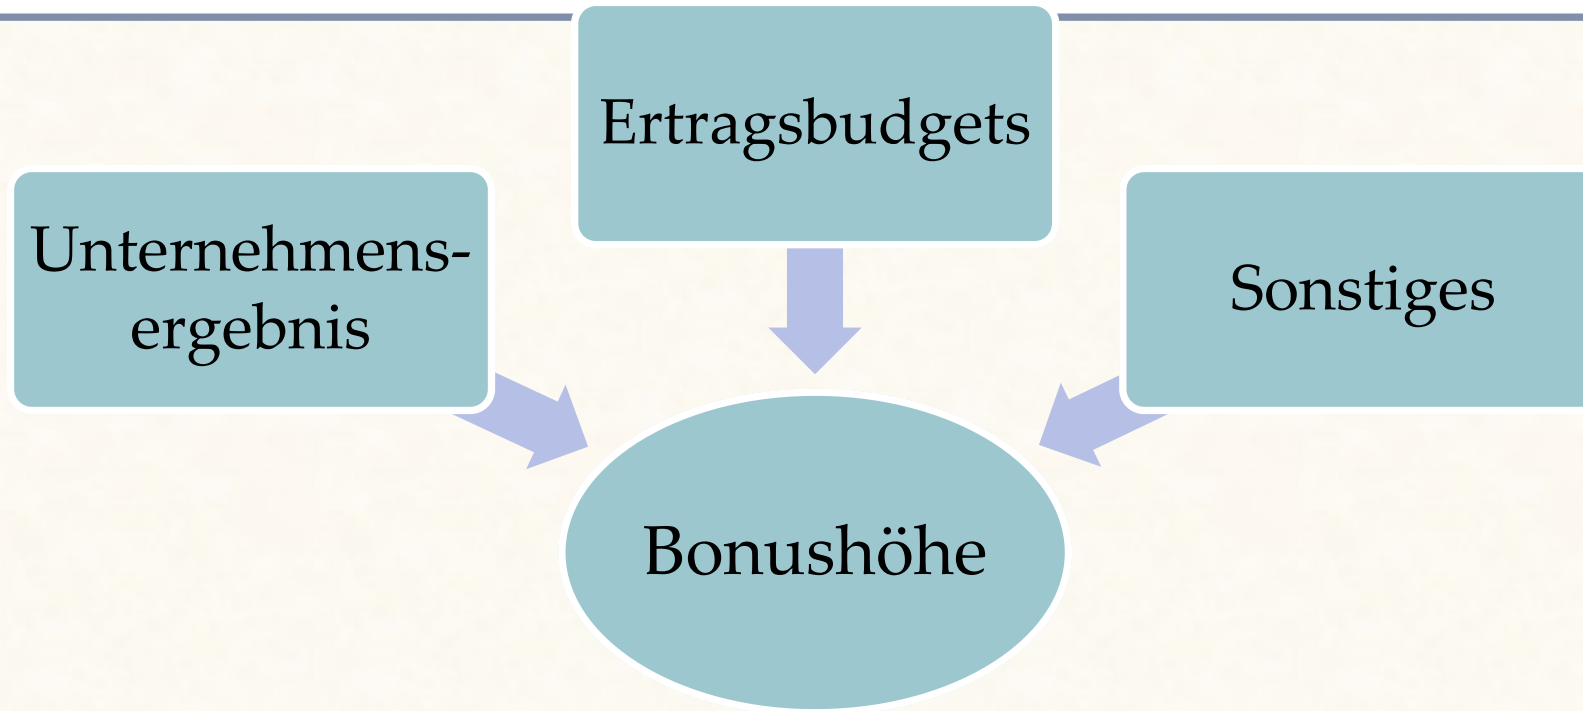 Ertragsbudgets
Unternehmens-
ergebnis
Sonstiges
Bonushöhe